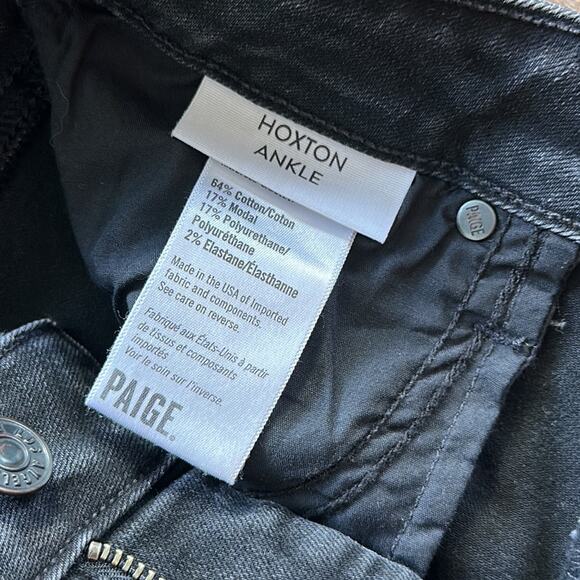 HOXTON
ANKLE
64% Cotton/Coton
17% Modal
17% Polyurethane/
Polyuréthane
2% Elastane/Élasthanne
Made in the USA of Imported
fabric and components.
See care on reverse.
Fabriqué aux États-Unis à partir
de tissus et composants
importés
Voir le soin sur l'inverse.
PAIGE
PAIGE